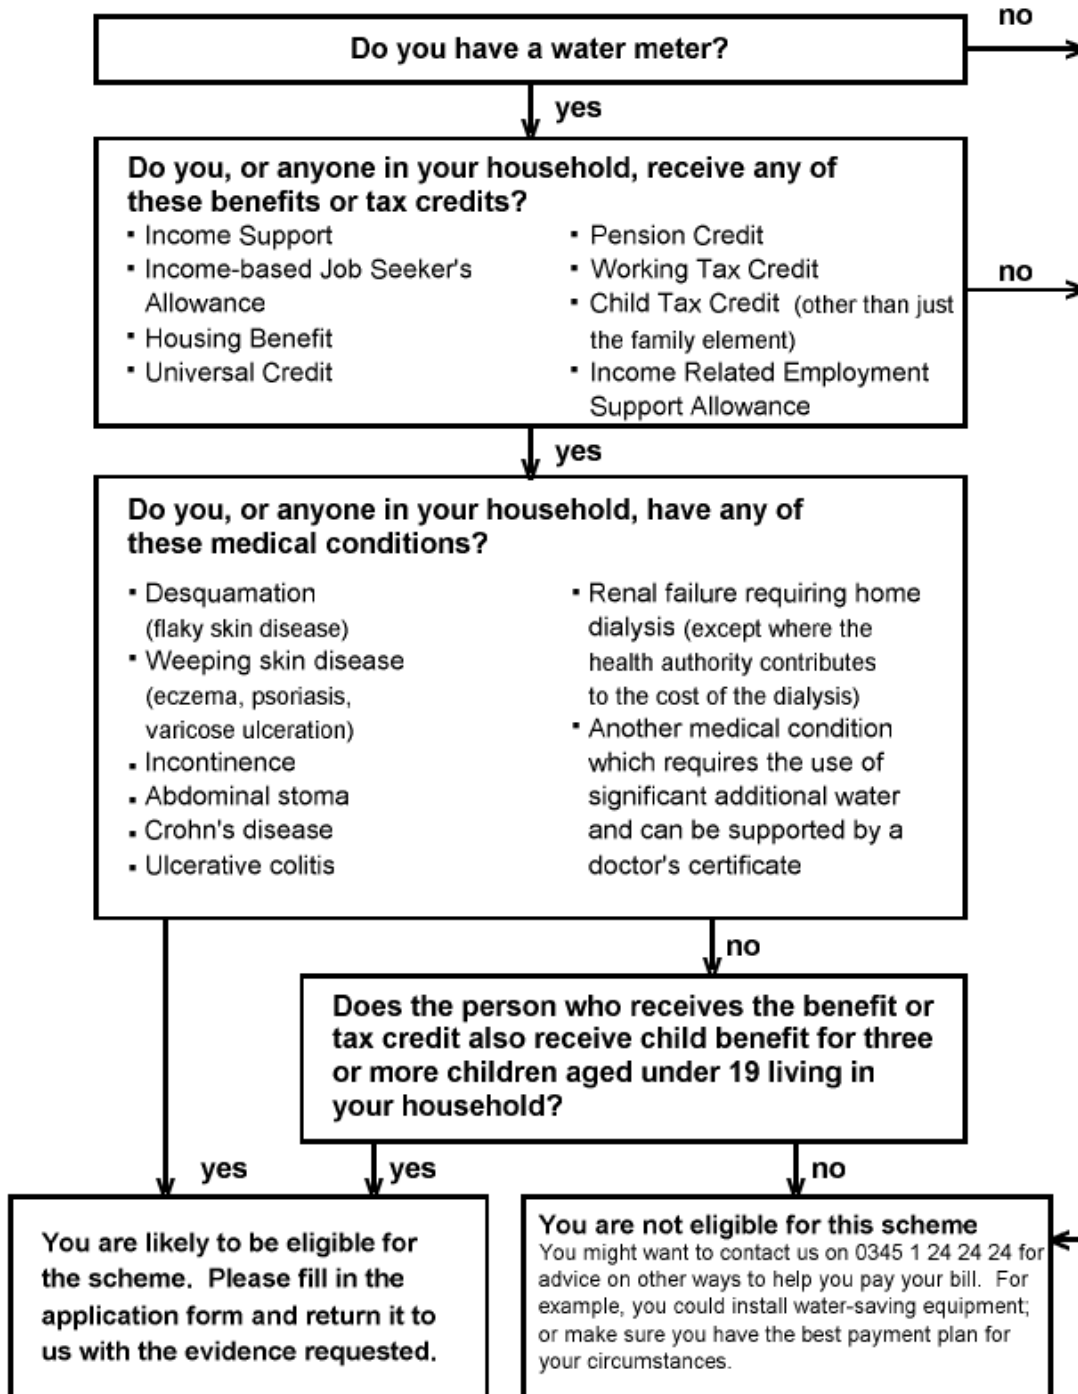 no
Do you have a water meter?
yes
Do you, or anyone in your household, receive any of
these benefits or tax credits?
▪ Income Support
▪ Income-based Job Seeker's
Allowance
▪ Housing Benefit
▪ Universal Credit
▪ Pension Credit
▪ Working Tax Credit
▪ Child Tax Credit (other than just
the family element)
▪ Income Related Employment
Support Allowance
no
yes
Do you, or anyone in your household, have any of
these medical conditions?
▪ Desquamation
(flaky skin disease)
▪ Weeping skin disease
(eczema, psoriasis,
varicose ulceration)
▪ Incontinence
▪ Abdominal stoma
▪ Crohn's disease
▪ Ulcerative colitis
▪ Renal failure requiring home
dialysis (except where the
health authority contributes
to the cost of the dialysis)
▪ Another medical condition
which requires the use of
significant additional water
and can be supported by a
doctor's certificate
no
Does the person who receives the benefit or
tax credit also receive child benefit for three
or more children aged under 19 living in
your household?
yes
yes
no
You are likely to be eligible for
the scheme. Please fill in the
application form and return it to
us with the evidence requested.
You are not eligible for this scheme
You might want to contact us on 0345 1 24 24 24 for
advice on other ways to help you pay your bill. For
example, you could install water-saving equipment;
or make sure you have the best payment plan for
your circumstances.